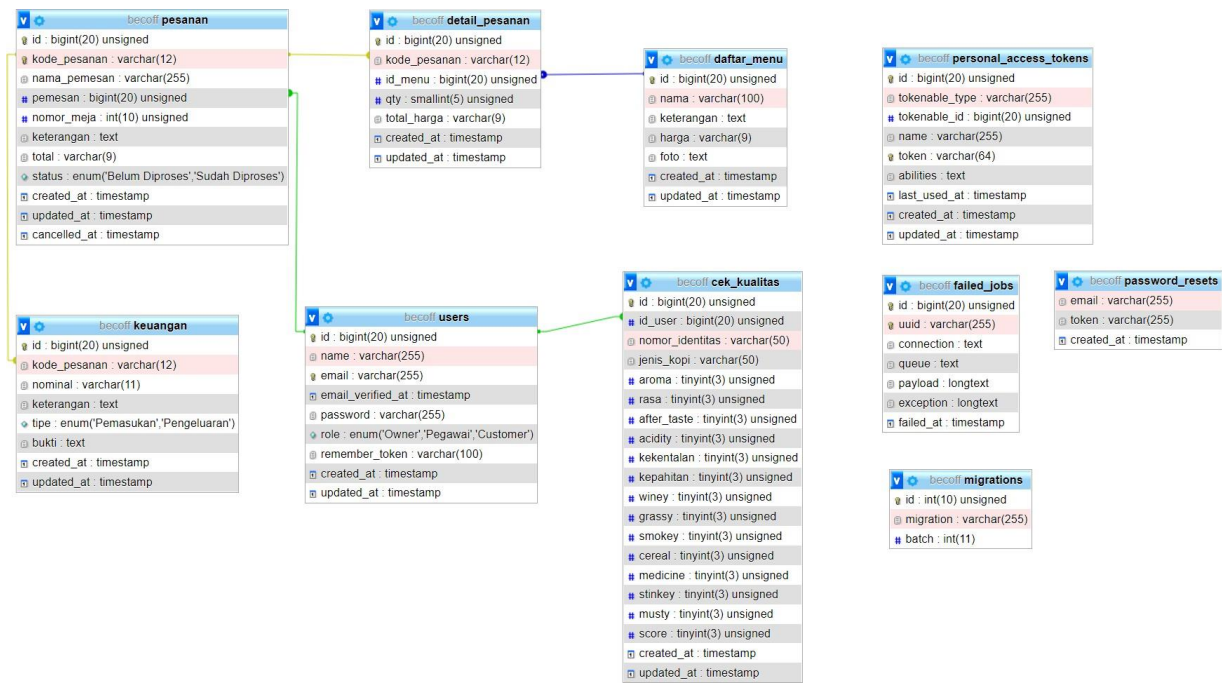 becoff pesanan
id : bigint(20) unsigned
kode_pesanan : varchar(12)
nama_pemesan : varchar(255)
pemesan : bigint(20) unsigned
nomor_meja : int(10) unsigned
keterangan : text
total : varchar(9)
status : enum('Belum Diproses','Sudah Diproses')
created_at : timestamp
updated_at : timestamp
cancelled_at : timestamp
becoff detail_pesanan
id : bigint(20) unsigned
kode_pesanan : varchar(12)
id_menu : bigint(20) unsigned
qty : smallint(5) unsigned
total_harga : varchar(9)
created_at : timestamp
updated_at : timestamp
becoff daftar_menu
id : bigint(20) unsigned
nama : varchar(100)
keterangan : text
harga : varchar(9)
foto : text
created_at : timestamp
updated_at : timestamp
becoff personal_access_tokens
id : bigint(20) unsigned
tokenable_type : varchar(255)
tokenable_id : bigint(20) unsigned
name : varchar(255)
token : varchar(64)
abilities : text
last_used_at : timestamp
created_at : timestamp
updated_at : timestamp
becoff keuangan
id : bigint(20) unsigned
kode_pesanan : varchar(12)
nominal : varchar(11)
keterangan : text
tipe : enum('Pemasukan','Pengeluaran')
bukti : text
created_at : timestamp
updated_at : timestamp
becoff users
id : bigint(20) unsigned
name : varchar(255)
email : varchar(255)
email_verified_at : timestamp
password : varchar(255)
role : enum('Owner','Pegawai','Customer')
remember_token : varchar(100)
created_at : timestamp
updated_at : timestamp
becoff cek_kualitas
id : bigint(20) unsigned
id_user : bigint(20) unsigned
nomor_identitas : varchar(50)
jenis_kopi : varchar(50)
aroma : tinyint(3) unsigned
rasa : tinyint(3) unsigned
after_taste : tinyint(3) unsigned
acidity : tinyint(3) unsigned
kekentalan : tinyint(3) unsigned
kepahitan : tinyint(3) unsigned
winey : tinyint(3) unsigned
grassy : tinyint(3) unsigned
smokey : tinyint(3) unsigned
cereal : tinyint(3) unsigned
medicine : tinyint(3) unsigned
stinkey : tinyint(3) unsigned
musty : tinyint(3) unsigned
score : tinyint(3) unsigned
created_at : timestamp
updated_at : timestamp
becoff failed_jobs
id : bigint(20) unsigned
uuid : varchar(255)
connection : text
queue : text
payload : longtext
exception : longtext
failed_at : timestamp
becoff password_resets
email : varchar(255)
token : varchar(255)
created_at : timestamp
becoff migrations
id : int(10) unsigned
migration : varchar(255)
batch : int(11)